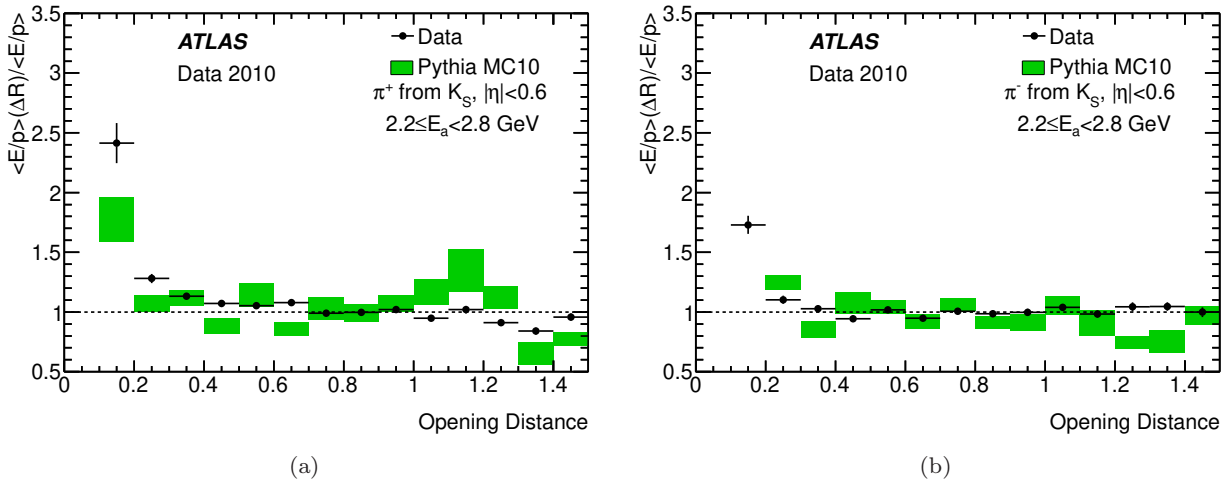 <E/p>(ΔR)/<E/p>
3.5
3
2.5
2
1.5
1
0.5
ATLAS
Data 2010
Data
Pythia MC10
π⁺ from K_S, |η|<0.6
2.2≤E_a<2.8 GeV
0 0.2 0.4 0.6 0.8 1 1.2 1.4
Opening Distance
(a)
<E/p>(ΔR)/<E/p>
3.5
3
2.5
2
1.5
1
0.5
ATLAS
Data 2010
Data
Pythia MC10
π⁻ from K_S, |η|<0.6
2.2≤E_a<2.8 GeV
0 0.2 0.4 0.6 0.8 1 1.2 1.4
Opening Distance
(b)